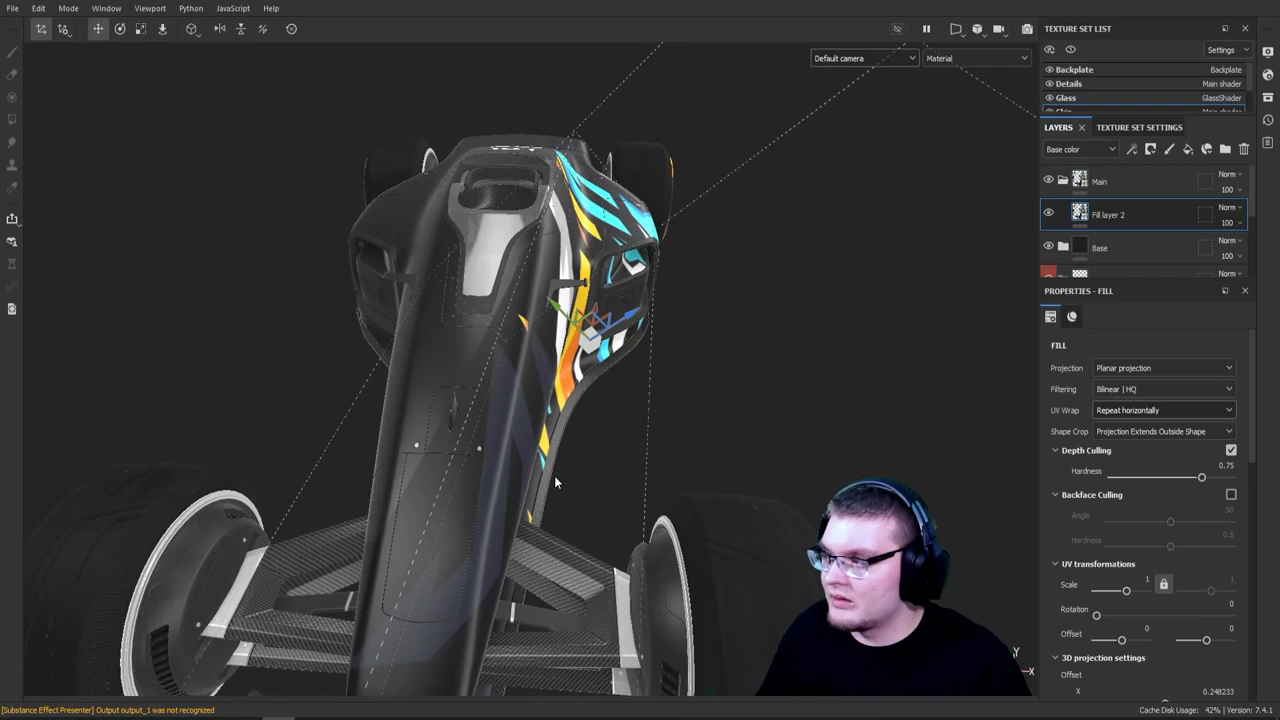 File Edit Mode Window Viewport Python JavaScript Help
Default camera
Material
TEXTURE SET LIST
Settings
Backplate Backplate
Details Main shader
Glass GlassShader
LAYERS TEXTURE SET SETTINGS
Base color
Main Norm
100
Fill layer 2 Norm
100
Base Norm
100
Norm
PROPERTIES - FILL
FILL
Projection Planar projection
Filtering Bilinear | HQ
UV Wrap Repeat horizontally
Shape Crop Projection Extends Outside Shape
Depth Culling
Hardness 0.75
Backface Culling
Angle 90
Hardness 0.5
UV transformations
Scale 1 1
Rotation 0
Offset 0 0
3D projection settings
Offset
X 0.248233
Y
X
[Substance Effect Presenter] Output output_1 was not recognized
Cache Disk Usage: 42% | Version: 7.4.1